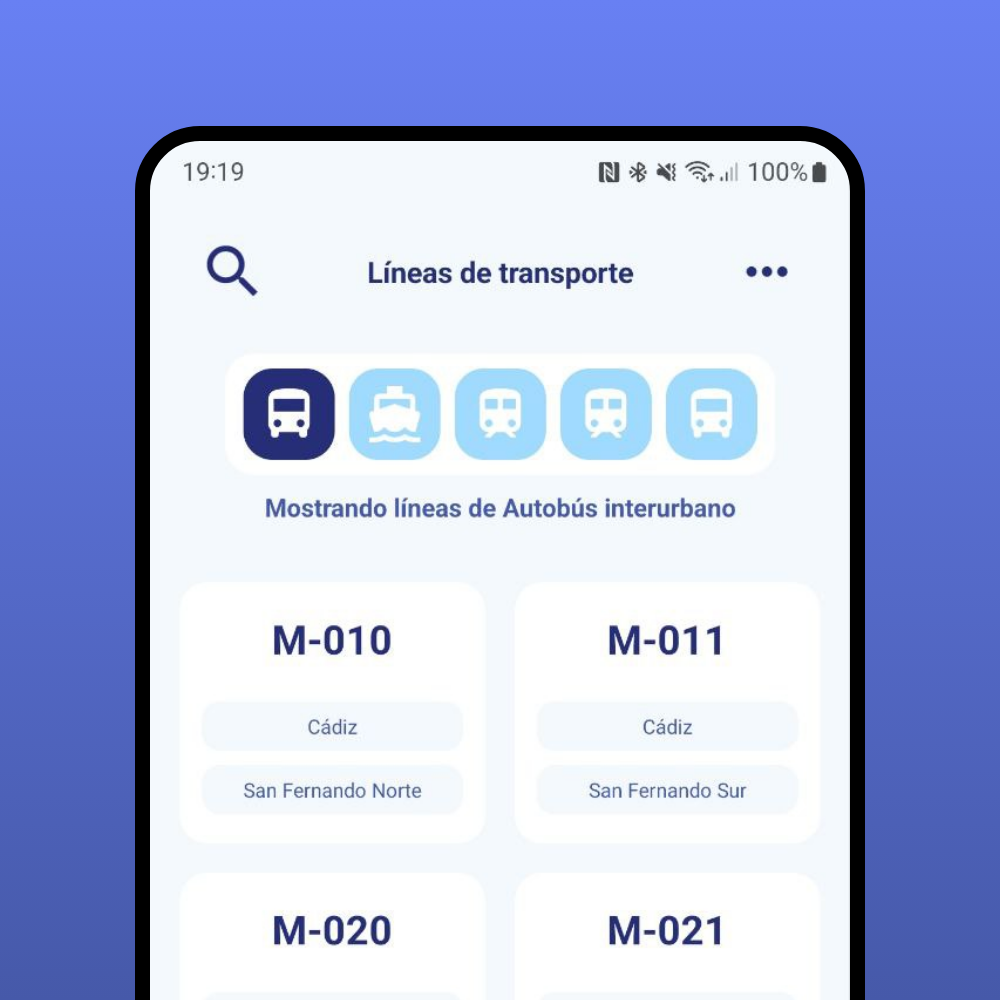 19:19 100%
Líneas de transporte
Mostrando líneas de Autobús interurbano
M-010
Cádiz
San Fernando Norte
M-011
Cádiz
San Fernando Sur
M-020
M-021